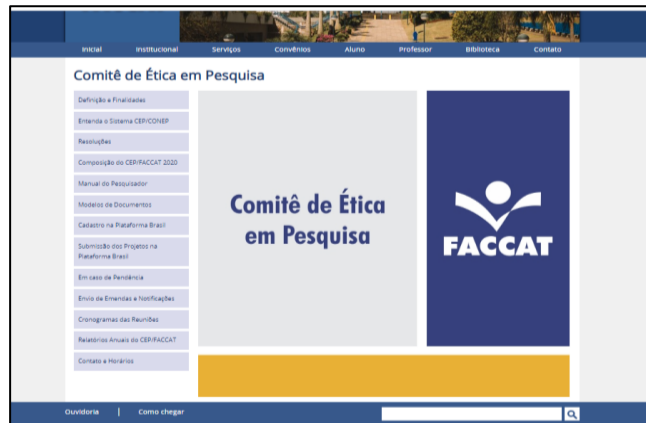 Inicial Institucional Serviços Convênios Aluno Professor Biblioteca Contato
Comitê de Ética em Pesquisa
Definição e Finalidades
Entenda o Sistema CEP/CONEP
Resoluções
Composição do CEP/FACCAT 2020
Manual do Pesquisador
Modelos de Documentos
Cadastro na Plataforma Brasil
Submissão dos Projetos na
Plataforma Brasil
Em caso de Pendência
Envio de Emendas e Notificações
Cronogramas das Reuniões
Relatórios Anuais do CEP/FACCAT
Contato e Horários
Comitê de Ética
em Pesquisa
FACCAT
Ouvidoria | Como chegar